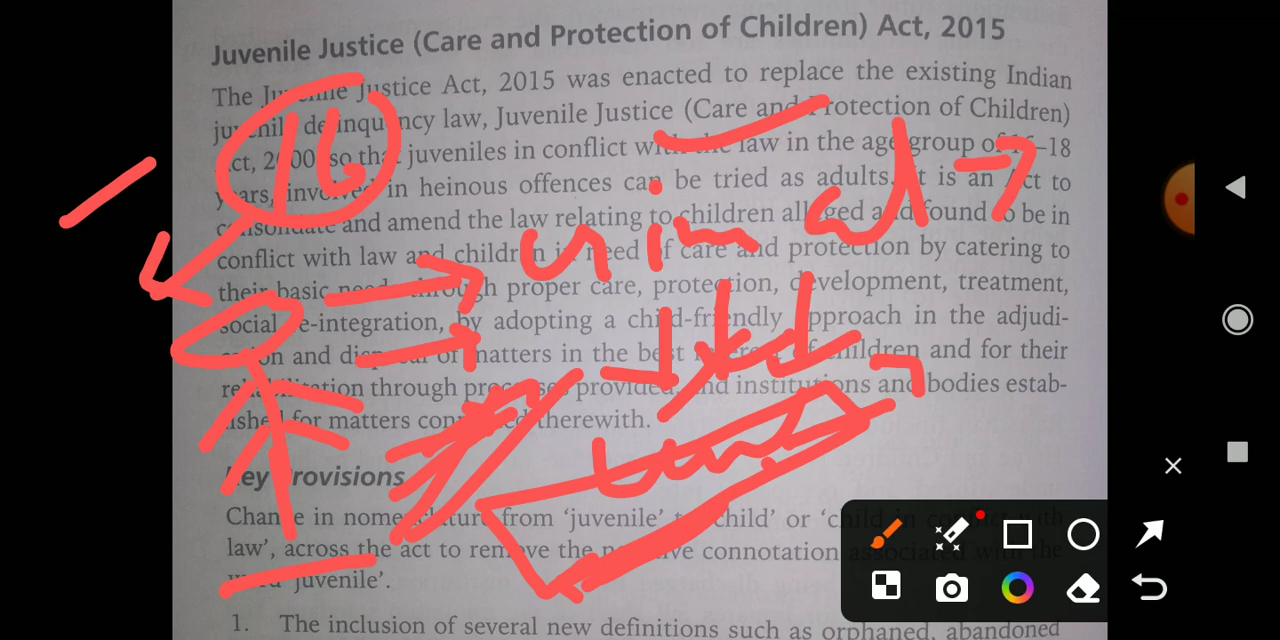 Juvenile Justice (Care and Protection of Children) Act, 2015
The Juvenile Justice Act, 2015 was enacted to replace the existing Indian
juvenile delinquency law, Juvenile Justice (Care and Protection of Children)
Act, 2000, so that juveniles in conflict with the law in the age group of 16–18
years, involved in heinous offences can be tried as adults. It is an Act to
consolidate and amend the law relating to children alleged and found to be in
conflict with law and children in need of care and protection by catering to
their basic needs through proper care, protection, development, treatment,
social re-integration, by adopting a child-friendly approach in the adjudi-
cation and disposal of matters in the best interest of children and for their
rehabilitation through processes provided, and institutions and bodies estab-
lished for matters connected therewith.
Key Provisions
Change in nomenclature from 'juvenile' to 'child' or 'child in conflict with
law', across the act to remove the negative connotation associated with the
word 'juvenile'.
1. The inclusion of several new definitions such as orphaned, abandoned
16